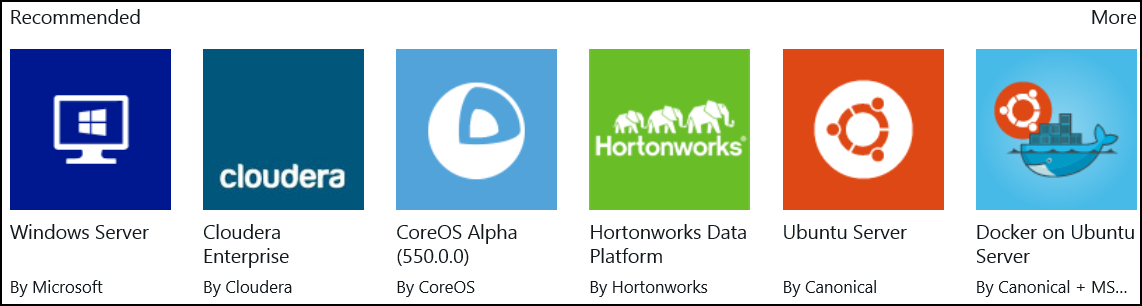 Recommended
More
cloudera
Hortonworks®
Windows Server
By Microsoft
Cloudera
Enterprise
By Cloudera
CoreOS Alpha
(550.0.0)
By CoreOS
Hortonworks Data
Platform
By Hortonworks
Ubuntu Server
By Canonical
Docker on Ubuntu
Server
By Canonical + MS...